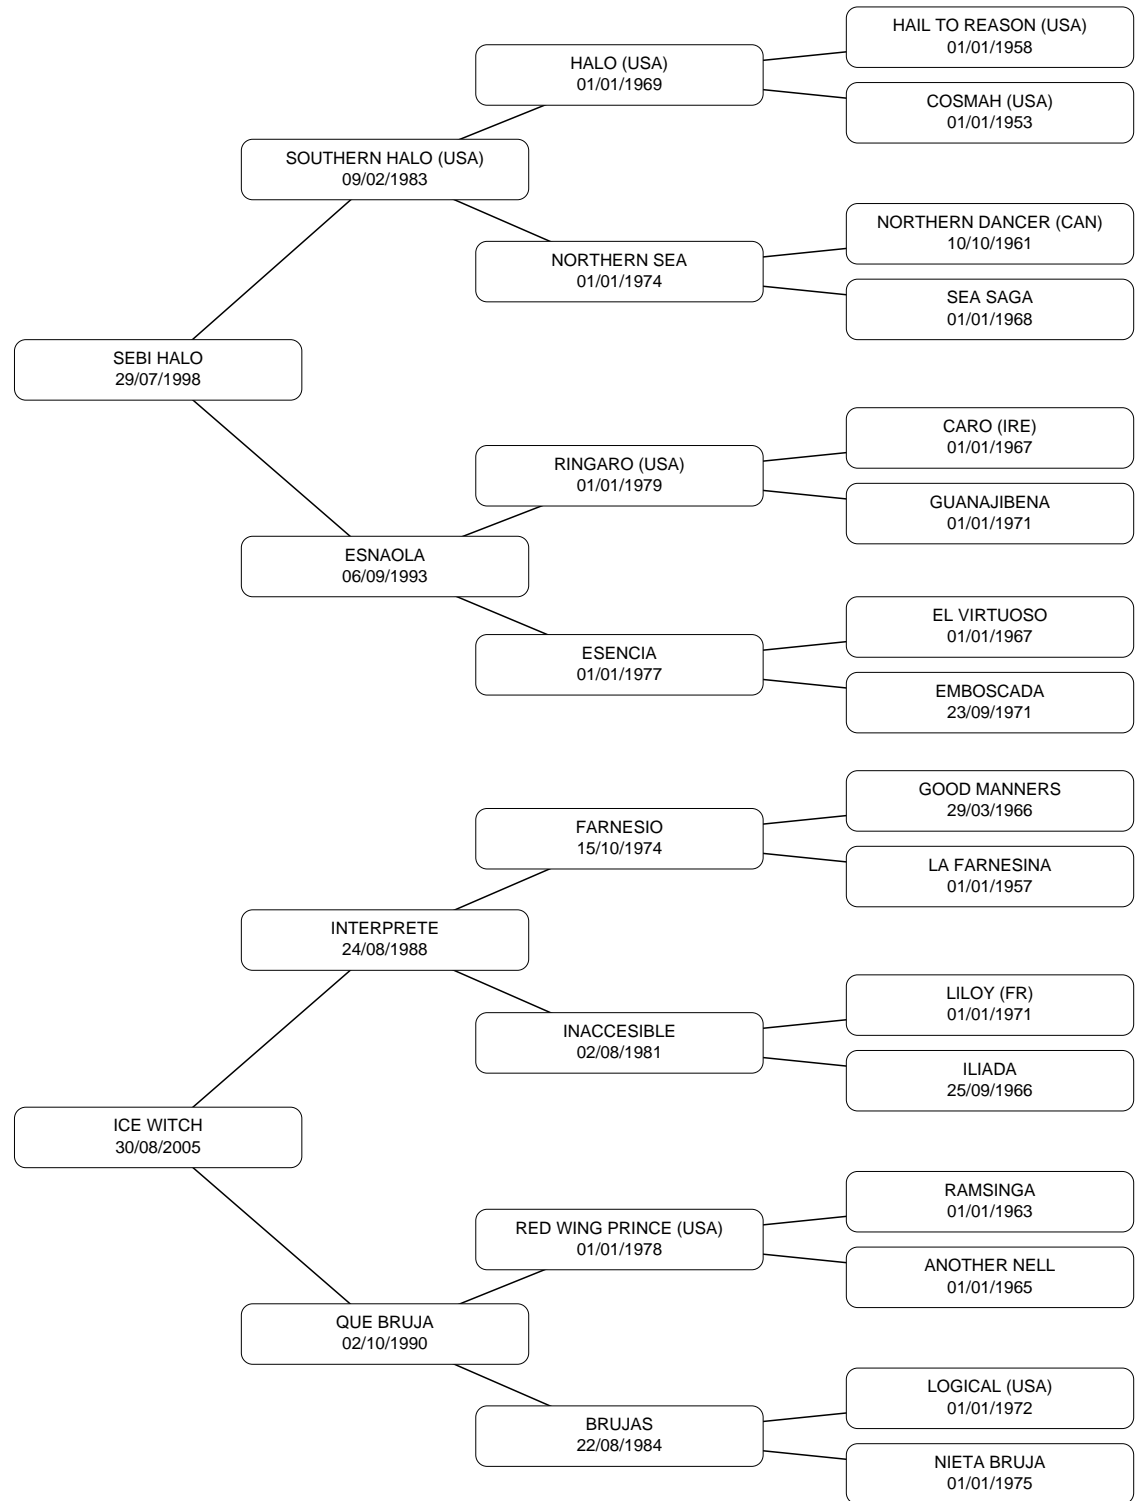 HAIL TO REASON (USA)
01/01/1958
HALO (USA)
01/01/1969
COSMAH (USA)
01/01/1953
SOUTHERN HALO (USA)
09/02/1983
NORTHERN DANCER (CAN)
10/10/1961
NORTHERN SEA
01/01/1974
SEA SAGA
01/01/1968
SEBI HALO
29/07/1998
CARO (IRE)
01/01/1967
RINGARO (USA)
01/01/1979
GUANAJIBENA
01/01/1971
ESNAOLA
06/09/1993
EL VIRTUOSO
01/01/1967
ESENCIA
01/01/1977
EMBOSCADA
23/09/1971
GOOD MANNERS
29/03/1966
FARNESIO
15/10/1974
LA FARNESINA
01/01/1957
INTERPRETE
24/08/1988
LILOY (FR)
01/01/1971
INACCESIBLE
02/08/1981
ILIADA
25/09/1966
ICE WITCH
30/08/2005
RAMSINGA
01/01/1963
RED WING PRINCE (USA)
01/01/1978
ANOTHER NELL
01/01/1965
QUE BRUJA
02/10/1990
LOGICAL (USA)
01/01/1972
BRUJAS
22/08/1984
NIETA BRUJA
01/01/1975